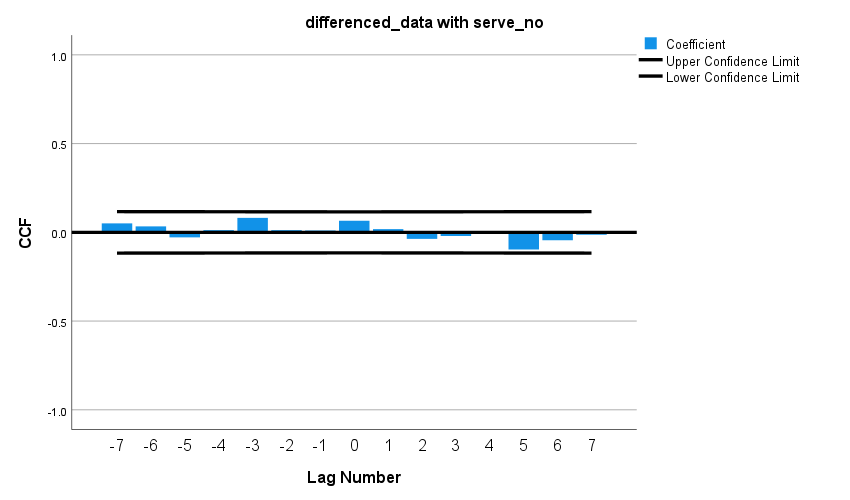 differenced_data with serve_no
Coefficient
Upper Confidence Limit
Lower Confidence Limit
1.0
0.5
0.0
-0.5
-1.0
CCF
-7 -6 -5 -4 -3 -2 -1 0 1 2 3 4 5 6 7
Lag Number